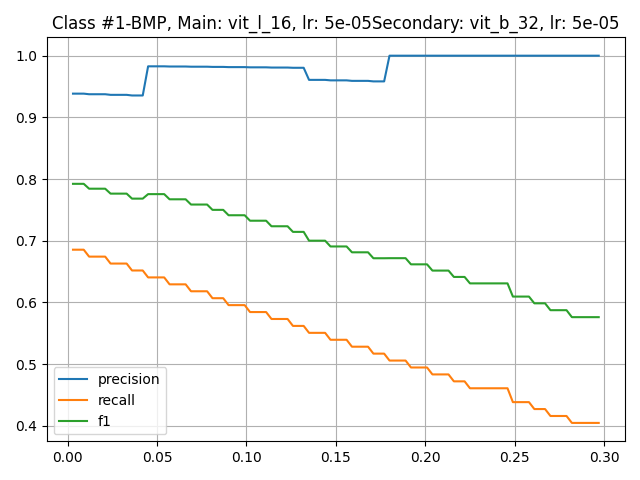 Class #1-BMP, Main: vit_l_16, lr: 5e-05Secondary: vit_b_32, lr: 5e-05
1.0
0.9
0.8
0.7
0.6
0.5
0.4
precision
recall
f1
0.00 0.05 0.10 0.15 0.20 0.25 0.30